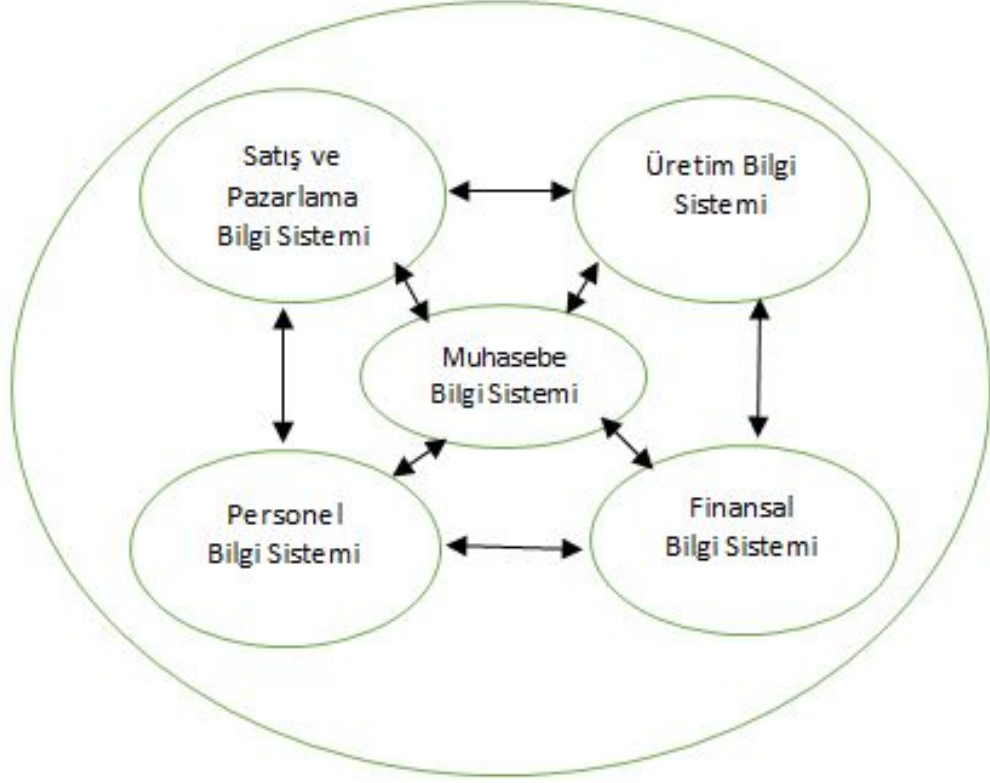 Satış ve
Pazarlama
Bilgi Sistemi
Üretim Bilgi
Sistemi
Muhasebe
Bilgi Sistemi
Personel
Bilgi Sistemi
Finansal
Bilgi Sistemi